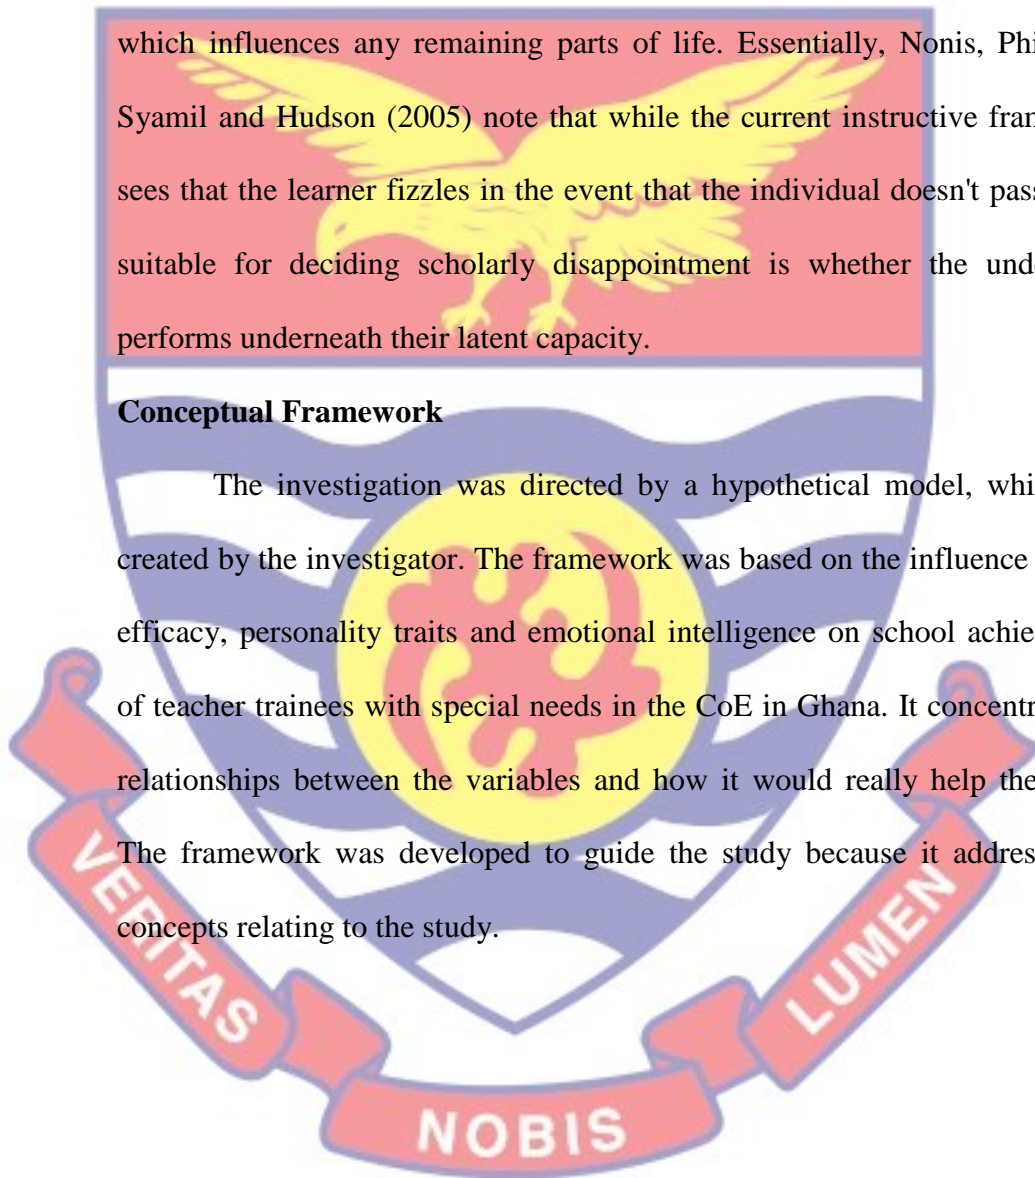 which influences any remaining parts of life. Essentially, Nonis, Phi
Syamil and Hudson (2005) note that while the current instructive fran
sees that the learner fizzles in the event that the individual doesn't pass
suitable for deciding scholarly disappointment is whether the unde
performs underneath their latent capacity.
Conceptual Framework
The investigation was directed by a hypothetical model, whi
created by the investigator. The framework was based on the influence
efficacy, personality traits and emotional intelligence on school achie
of teacher trainees with special needs in the CoE in Ghana. It concentr
relationships between the variables and how it would really help the
The framework was developed to guide the study because it addres
concepts relating to the study.
VERITAS
NOBIS
LUMEN